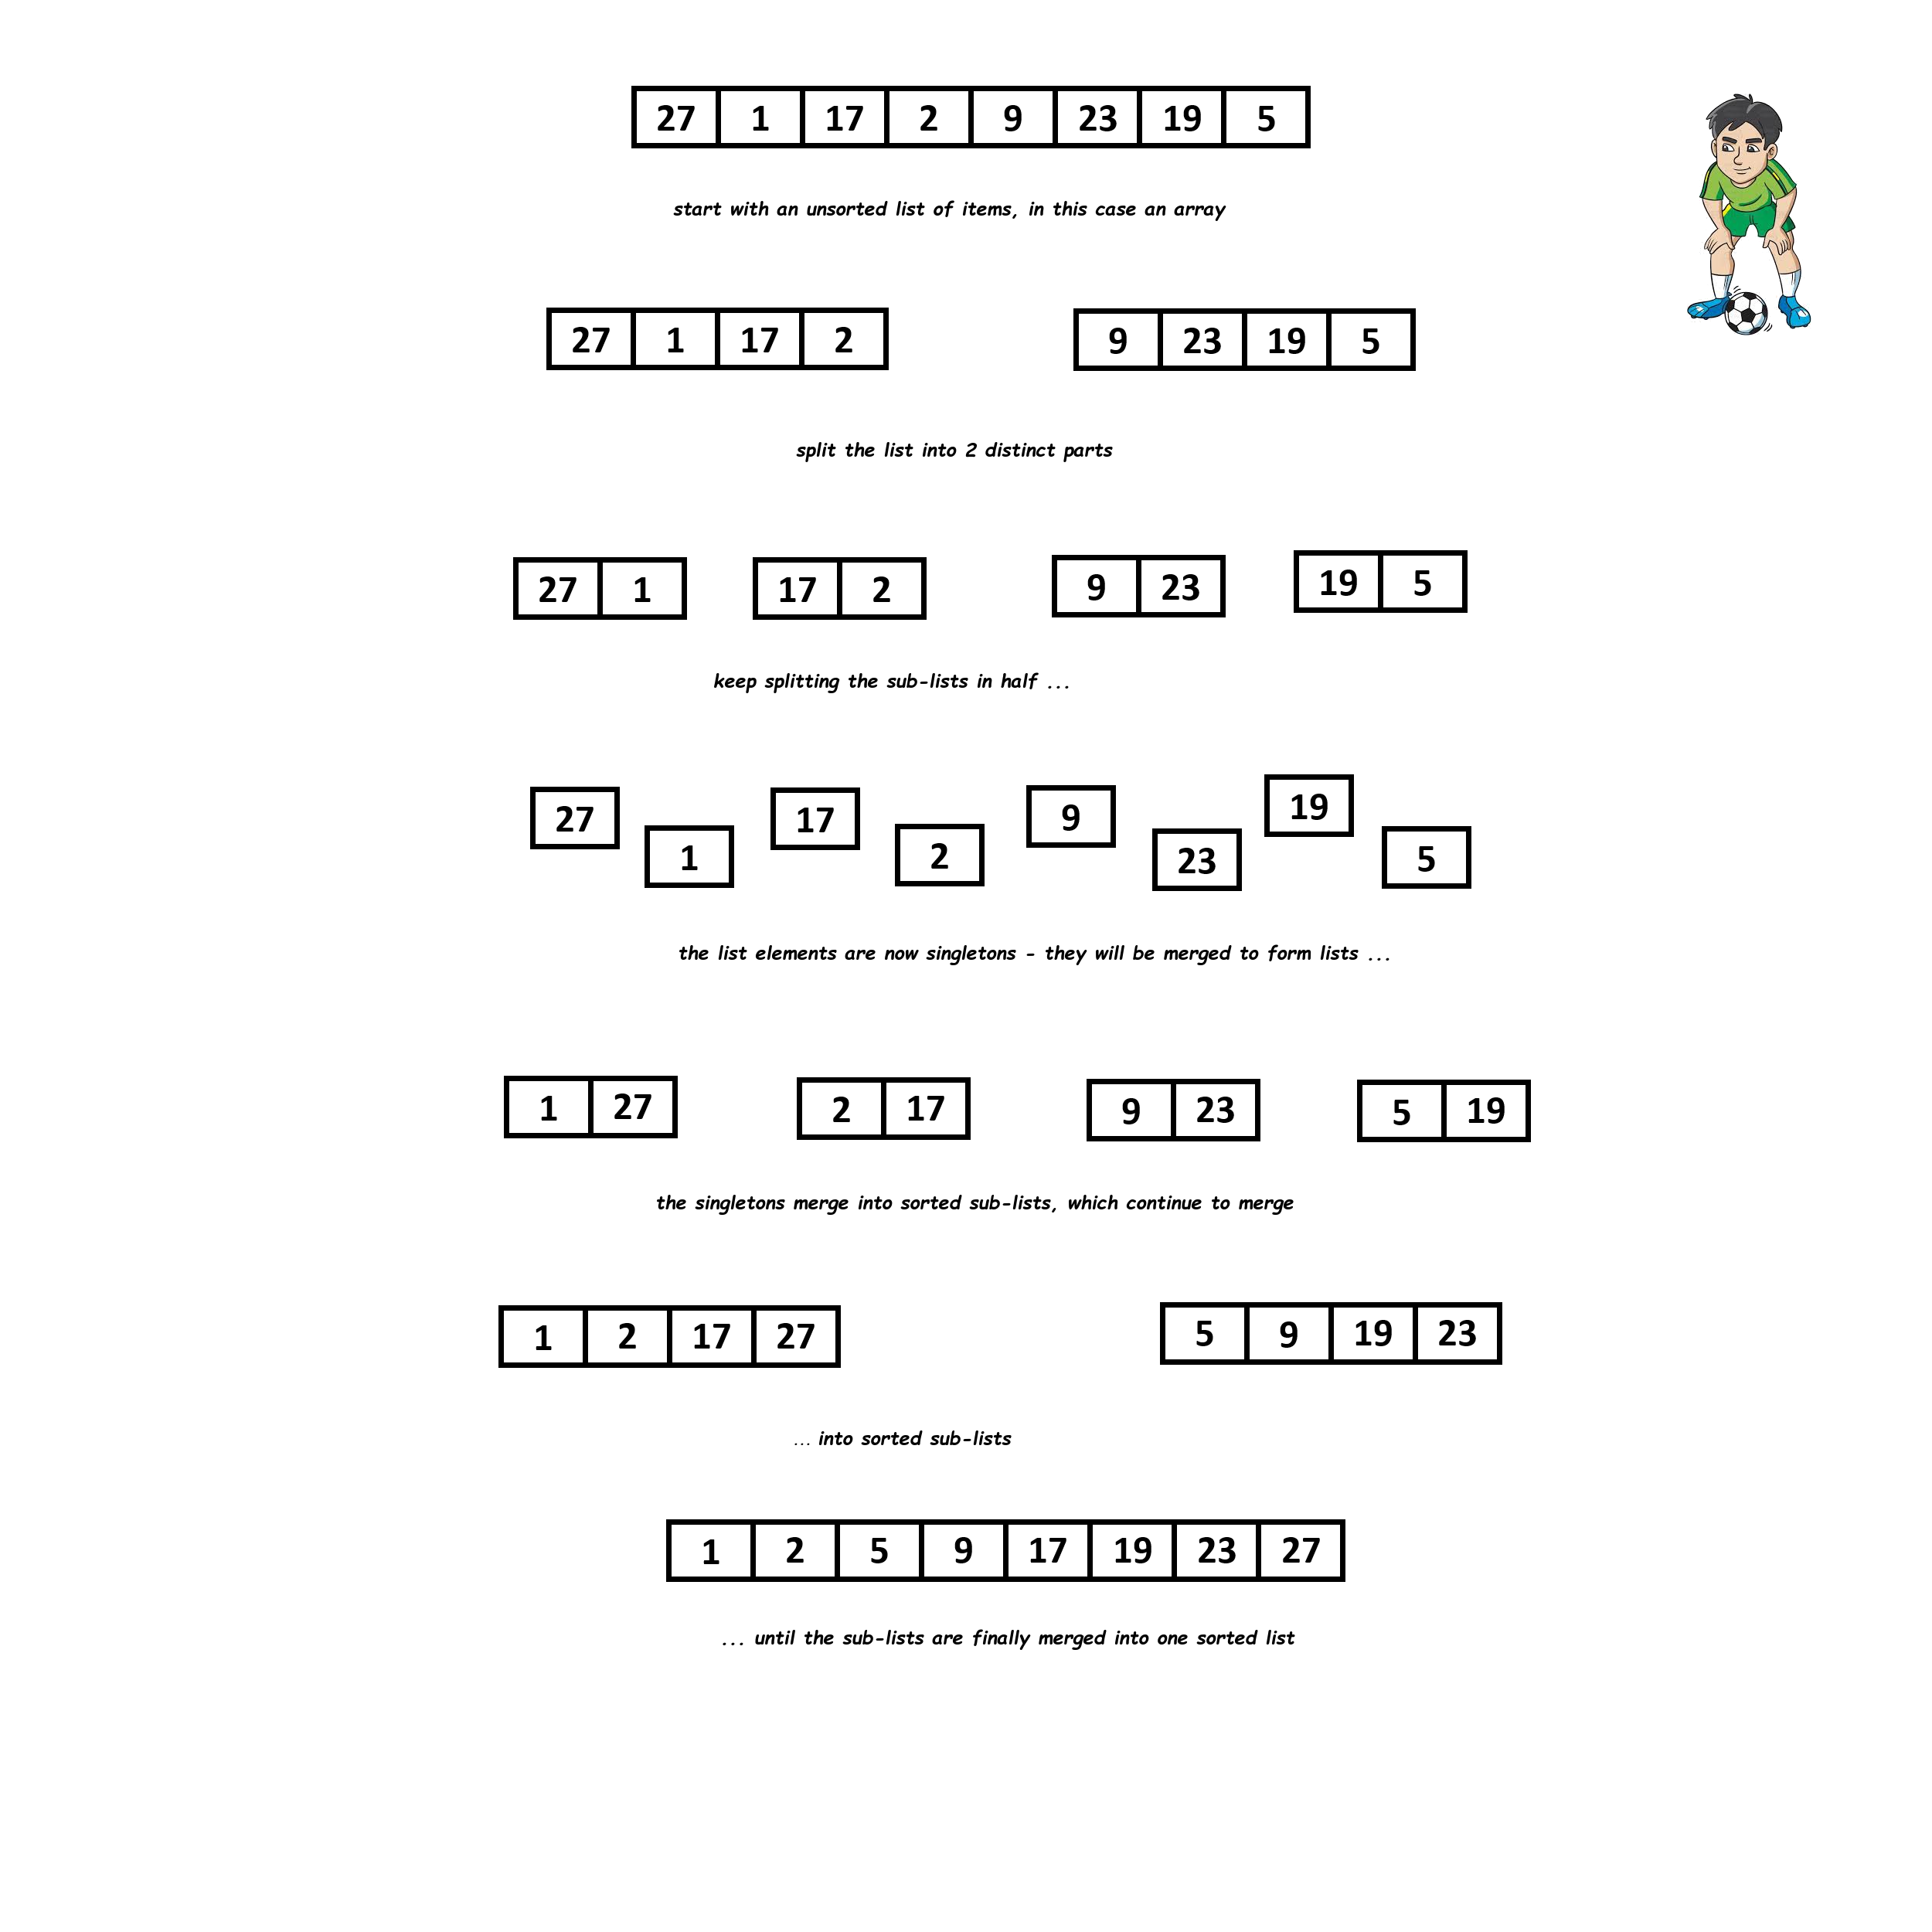 27 1 17 2 9 23 19 5
start with an unsorted list of items, in this case an array
27 1 17 2 9 23 19 5
split the list into 2 distinct parts
27 1 17 2 9 23 19 5
keep splitting the sub-lists in half ...
27 1 17 2 9 23 19 5
the list elements are now singletons - they will be merged to form lists ...
1 27 2 17 9 23 5 19
the singletons merge into sorted sub-lists, which continue to merge
1 2 17 27 5 9 19 23
... into sorted sub-lists
1 2 5 9 17 19 23 27
... until the sub-lists are finally merged into one sorted list